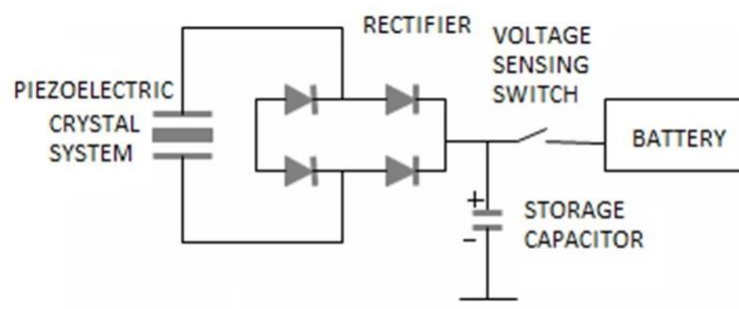 RECTIFIER
VOLTAGE
SENSING
SWITCH
PIEZOELECTRIC
CRYSTAL
SYSTEM
BATTERY
+
STORAGE
CAPACITOR
-